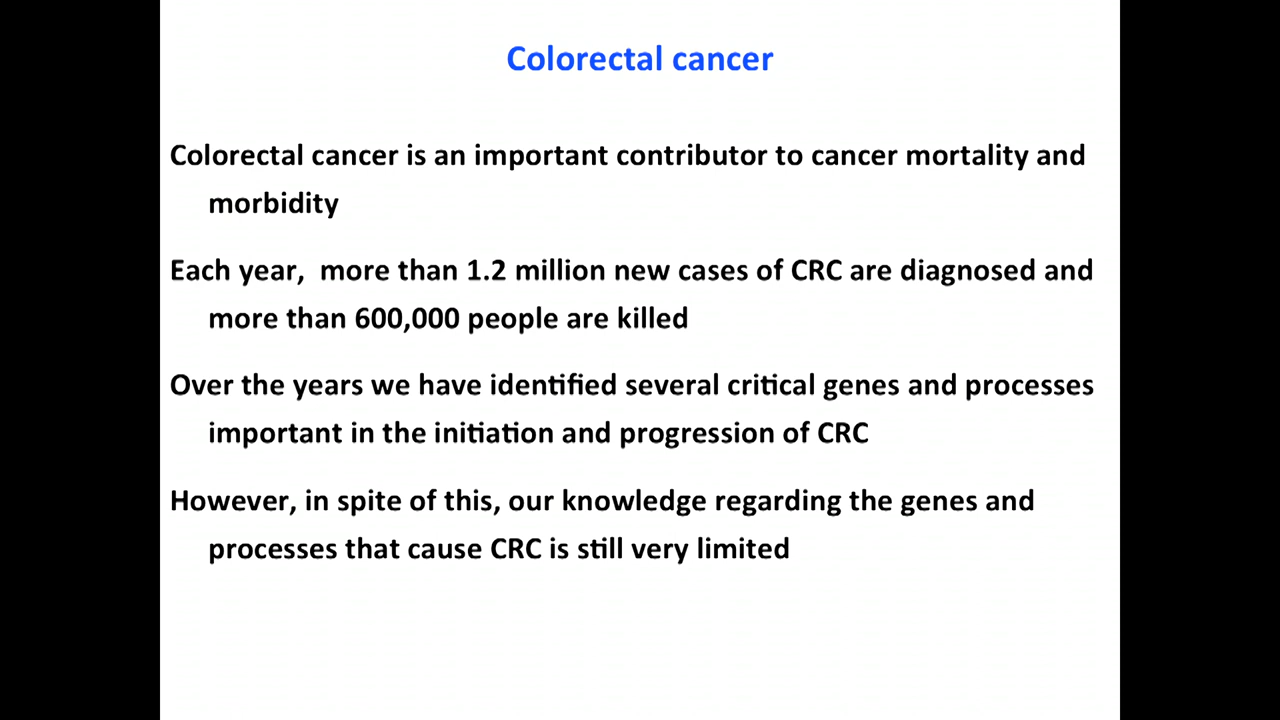 Colorectal cancer
Colorectal cancer is an important contributor to cancer mortality and
morbidity
Each year,  more than 1.2 million new cases of CRC are diagnosed and
more than 600,000 people are killed
Over the years we have identified several critical genes and processes
important in the initiation and progression of CRC
However, in spite of this, our knowledge regarding the genes and
processes that cause CRC is still very limited